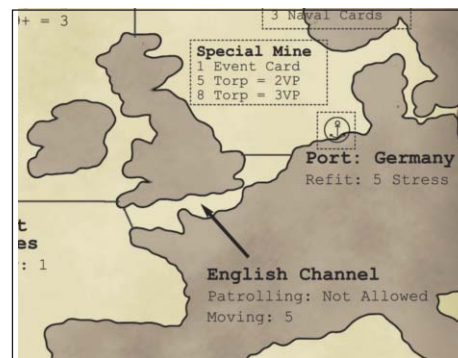 3 Naval Cards
+ = 3
Special Mine
1 Event Card
5 Torp = 2VP
8 Torp = 3VP
Port: Germany
Refit: 5 Stress
t
es
: 1
English Channel
Patrolling: Not Allowed
Moving: 5